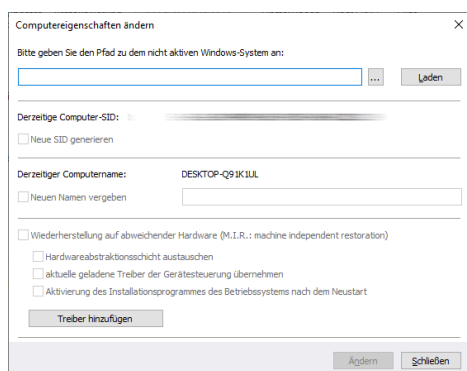 Computereigenschaften ändern
Bitte geben Sie den Pfad zu dem nicht aktiven Windows-System an:
... Laden
Derzeitige Computer-SID:
Neue SID generieren
Derzeitiger Computername: DESKTOP-Q91K1UL
Neuen Namen vergeben
Wiederherstellung auf abweichender Hardware (M.I.R.: machine independent restoration)
Hardwareabstraktionsschicht austauschen
aktuelle geladene Treiber der Gerätesteuerung übernehmen
Aktivierung des Installationsprogrammes des Betriebssystems nach dem Neustart
Treiber hinzufügen
Ändern Schließen